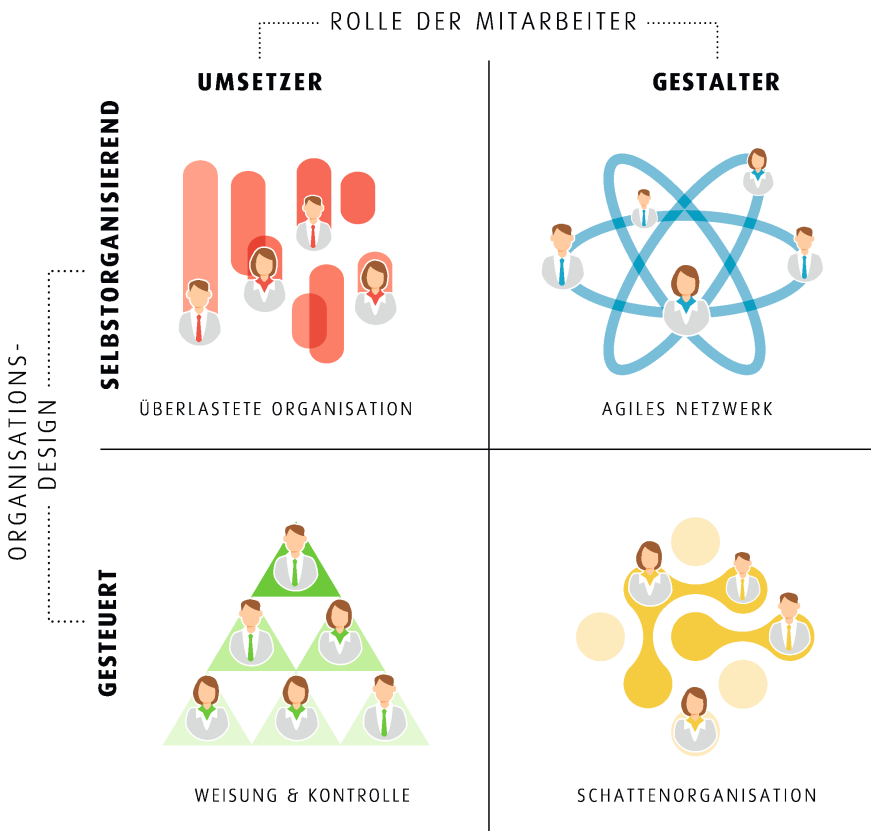 ROLLE DER MITARBEITER
UMSETZER
GESTALTER
ORGANISATIONS-
DESIGN
SELBSTORGANISIEREND
ÜBERLASTETE ORGANISATION
AGILES NETZWERK
GESTEUERT
WEISUNG & KONTROLLE
SCHATTENORGANISATION